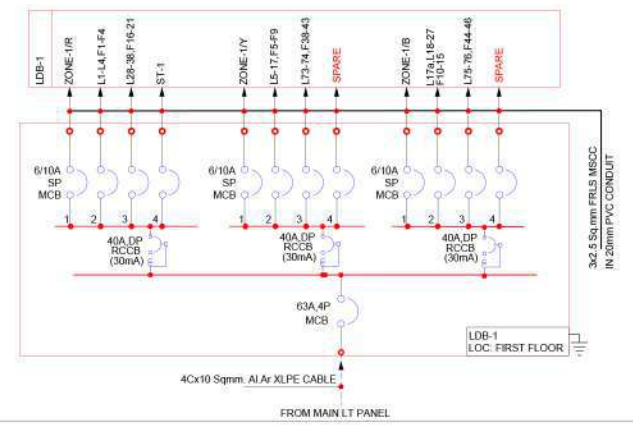 LDB-1
ZONE-1/R
L1-L4,F1-F4
L28-38,F16-21
ST-1
ZONE-1/Y
L5-17,F5-F9
L73-74,F38-43
SPARE
ZONE-1/B
L17a,L18-27
F10-15
L75-76,F44-46
SPARE
6/10A
SP
MCB
1 2 3 4
6/10A
SP
MCB
1 2 3 4
6/10A
SP
MCB
1 2 3 4
40A,DP
RCCB
(30mA)
40A,DP
RCCB
(30mA)
40A,DP
RCCB
(30mA)
3x2.5 Sq.mm FRLS MSCC
IN 20mm PVC CONDUIT
63A,4P
MCB
LDB-1
LOC: FIRST FLOOR
4Cx10 Sqmm. Al.Ar XLPE CABLE
FROM MAIN LT PANEL